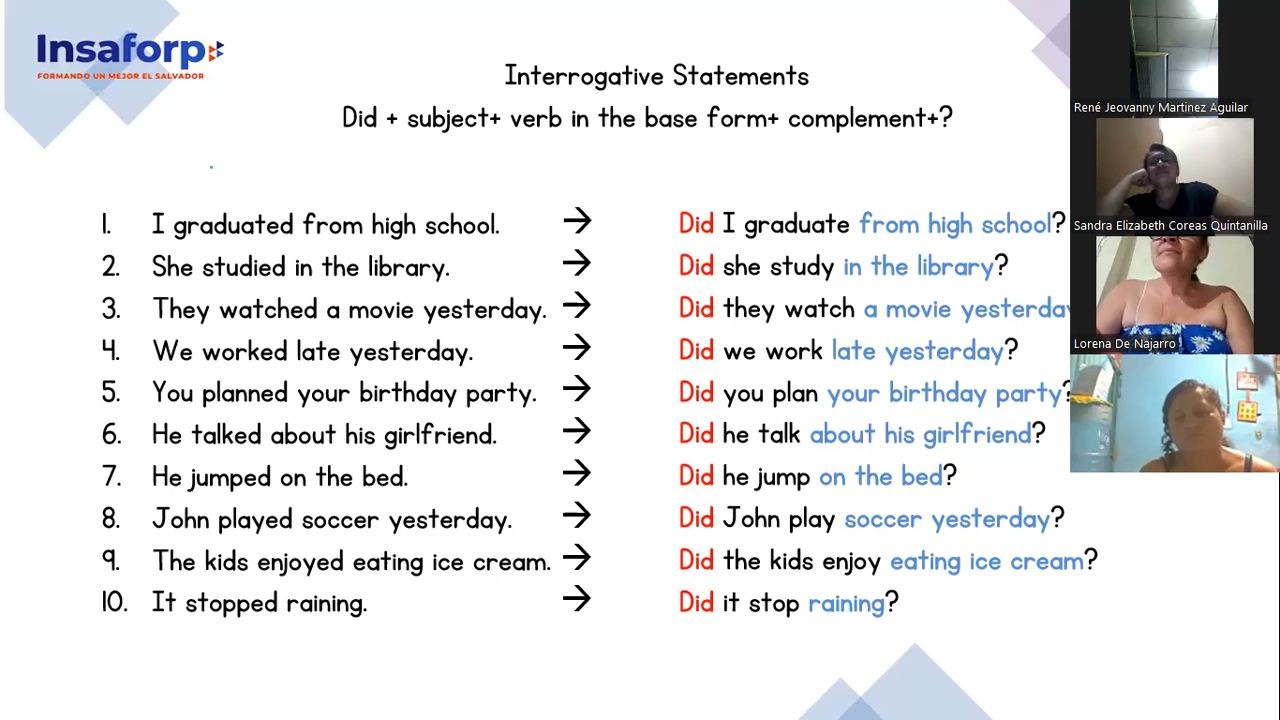 Insaforp
FORMANDO UN MEJOR EL SALVADOR
Interrogative Statements
Did + subject+ verb in the base form+ complement+?
1. I graduated from high school. → Did I graduate from high school?
2. She studied in the library. → Did she study in the library?
3. They watched a movie yesterday. → Did they watch a movie yesterday
4. We worked late yesterday. → Did we work late yesterday?
5. You planned your birthday party. → Did you plan your birthday party?
6. He talked about his girlfriend. → Did he talk about his girlfriend?
7. He jumped on the bed. → Did he jump on the bed?
8. John played soccer yesterday. → Did John play soccer yesterday?
9. The kids enjoyed eating ice cream. → Did the kids enjoy eating ice cream?
10. It stopped raining. → Did it stop raining?
René Jeovanny Martinez Aguilar
Sandra Elizabeth Coreas Quintanilla
Lorena De Najarro